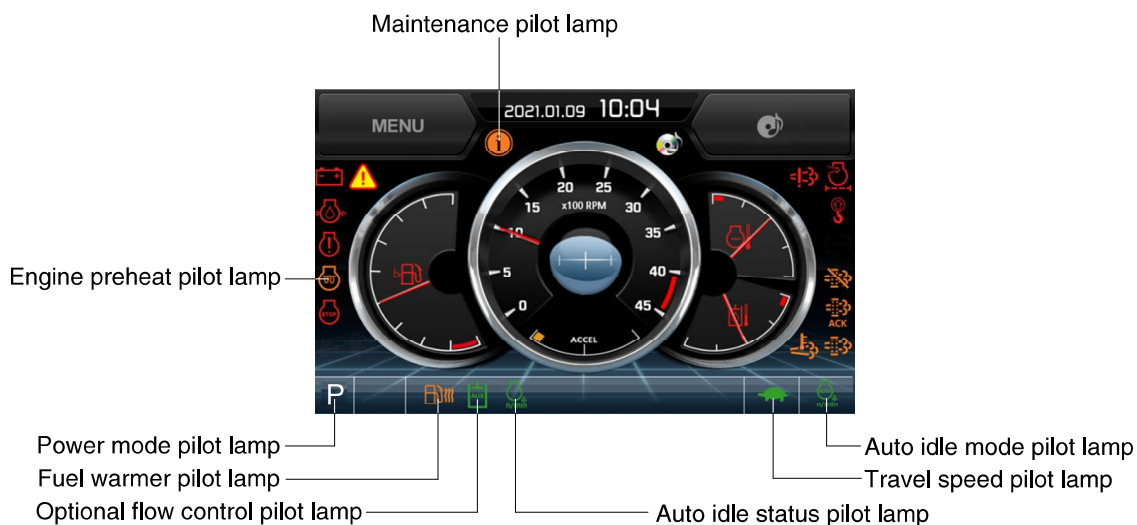 Maintenance pilot lamp
MENU
2021.01.09 10:04
20 25
15 x100 RPM 30
10 35
5 40
0 45
ACCEL
STOP
ACK
Engine preheat pilot lamp
P
Power mode pilot lamp
Fuel warmer pilot lamp
Optional flow control pilot lamp
Auto idle status pilot lamp
Auto idle mode pilot lamp
Travel speed pilot lamp